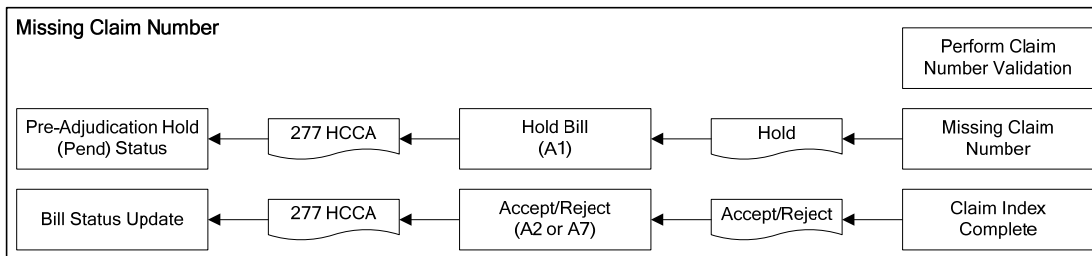 Missing Claim Number
Perform Claim
Number Validation
Pre-Adjudication Hold
(Pend) Status
277 HCCA
Hold Bill
(A1)
Hold
Missing Claim
Number
Bill Status Update
277 HCCA
Accept/Reject
(A2 or A7)
Accept/Reject
Claim Index
Complete